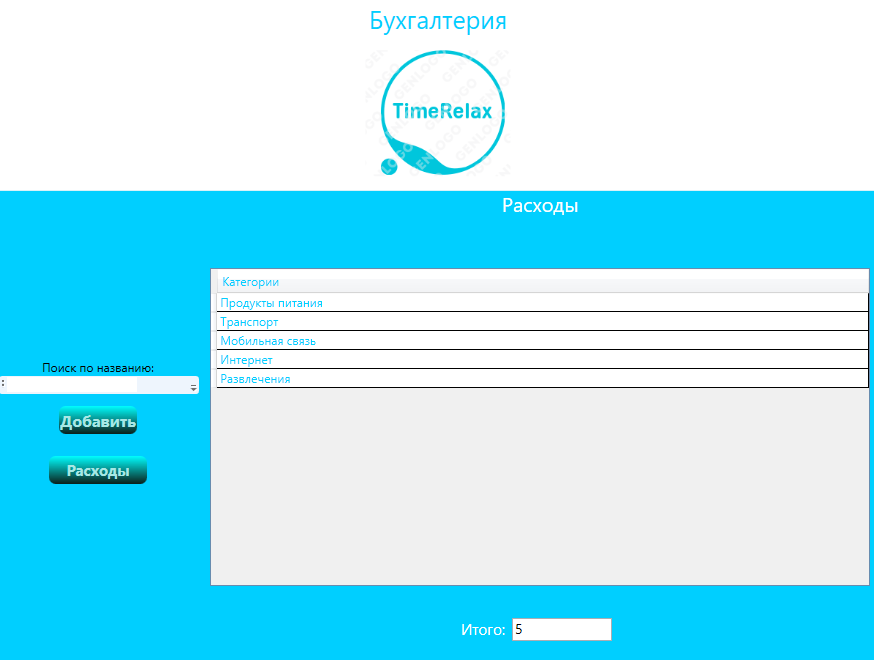 Бухгалтерия
TimeRelax
Расходы
Категории
Продукты питания
Транспорт
Мобильная связь
Интернет
Развлечения
Поиск по названию:
Добавить
Расходы
Итого: 5